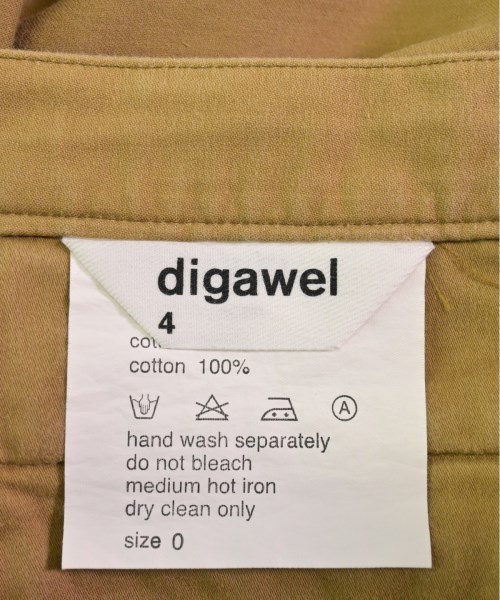 digawel
4
cotton 100%
A
hand wash separately
do not bleach
medium hot iron
dry clean only
size 0